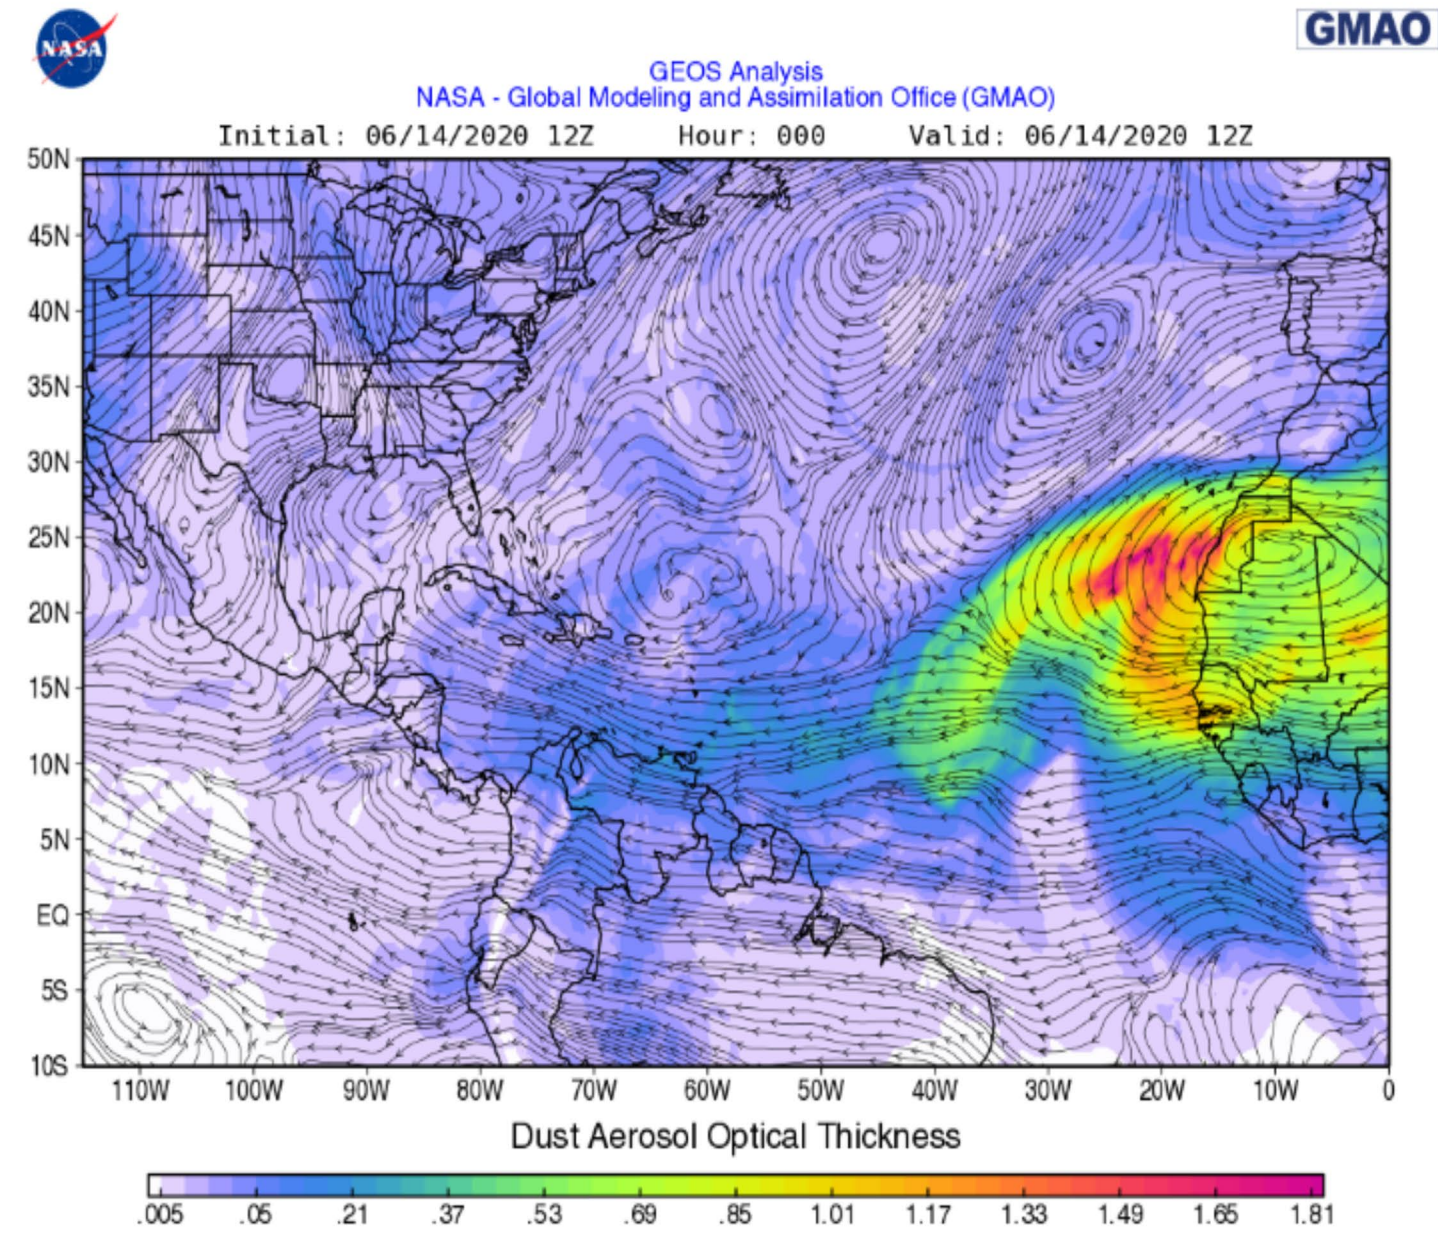 NASA
GMAO
GEOS Analysis
NASA - Global Modeling and Assimilation Office (GMAO)
Initial: 06/14/2020 12Z Hour: 000 Valid: 06/14/2020 12Z
50N
45N
40N
35N
30N
25N
20N
15N
10N
5N
EQ
5S
10S
110W 100W 90W 80W 70W 60W 50W 40W 30W 20W 10W 0
Dust Aerosol Optical Thickness
.005 .05 .21 .37 .53 .69 .85 1.01 1.17 1.33 1.49 1.65 1.81